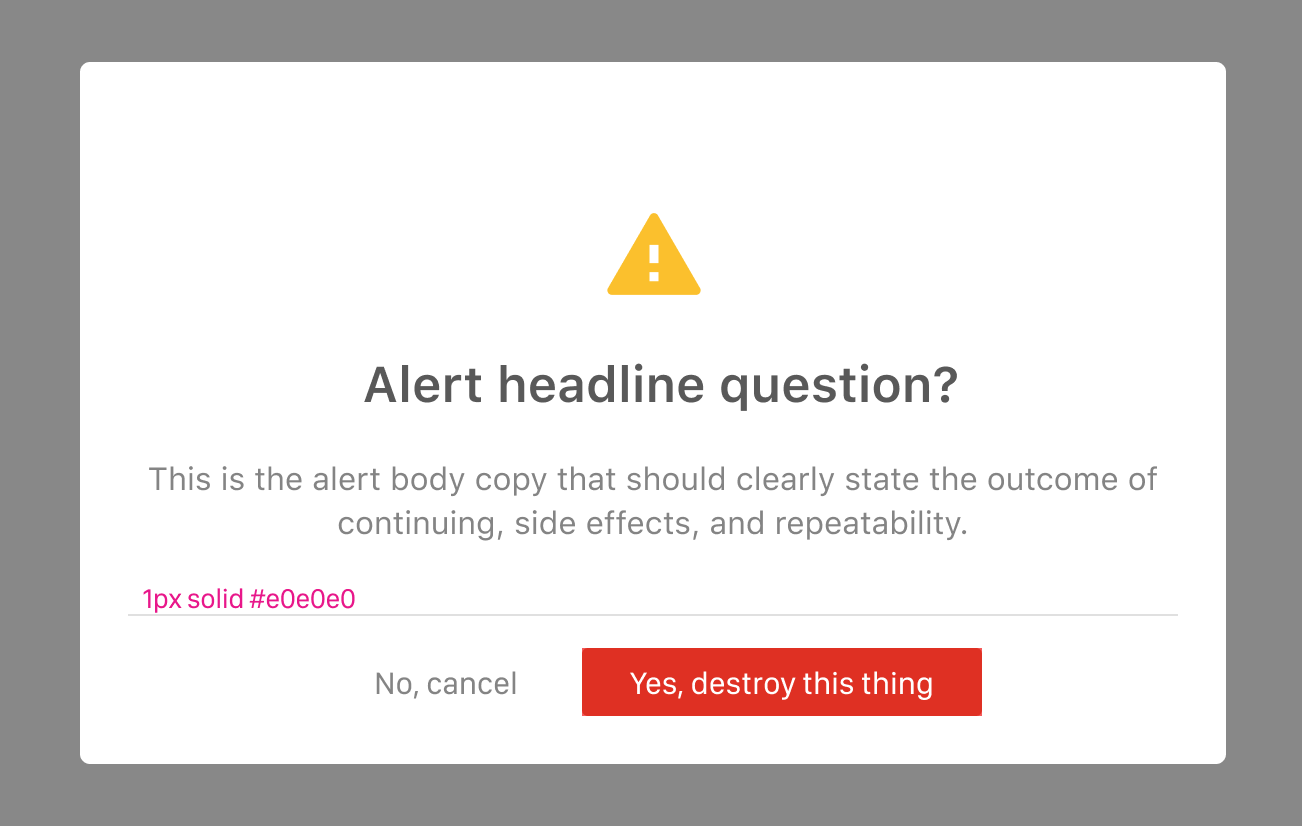 Alert headline question?
This is the alert body copy that should clearly state the outcome of
continuing, side effects, and repeatability.
1px solid #e0e0e0
No, cancel
Yes, destroy this thing